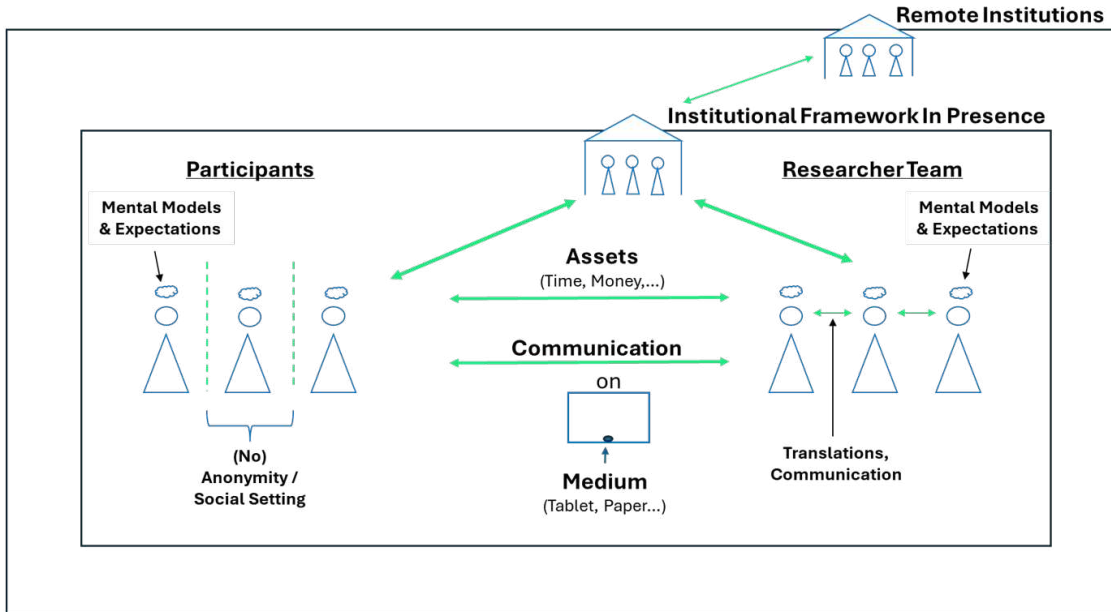 Remote Institutions
Institutional Framework In Presence
Participants
Researcher Team
Mental Models
& Expectations
Mental Models
& Expectations
Assets
(Time, Money,...)
Communication
on
(No)
Anonymity /
Social Setting
Medium
(Tablet, Paper...)
Translations,
Communication